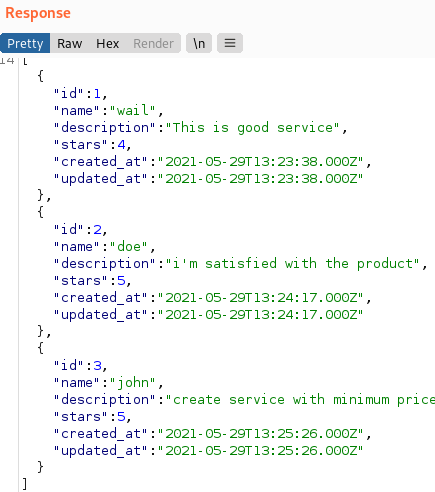 Response
Pretty Raw Hex Render \n
14 [
{
"id":1,
"name":"wail",
"description":"This is good service",
"stars":4,
"created_at":"2021-05-29T13:23:38.000Z",
"updated_at":"2021-05-29T13:23:38.000Z"
},
{
"id":2,
"name":"doe",
"description":"i'm satisfied with the product",
"stars":5,
"created_at":"2021-05-29T13:24:17.000Z",
"updated_at":"2021-05-29T13:24:17.000Z"
},
{
"id":3,
"name":"john",
"description":"create service with minimum price
"stars":5,
"created_at":"2021-05-29T13:25:26.000Z",
"updated_at":"2021-05-29T13:25:26.000Z"
}
]